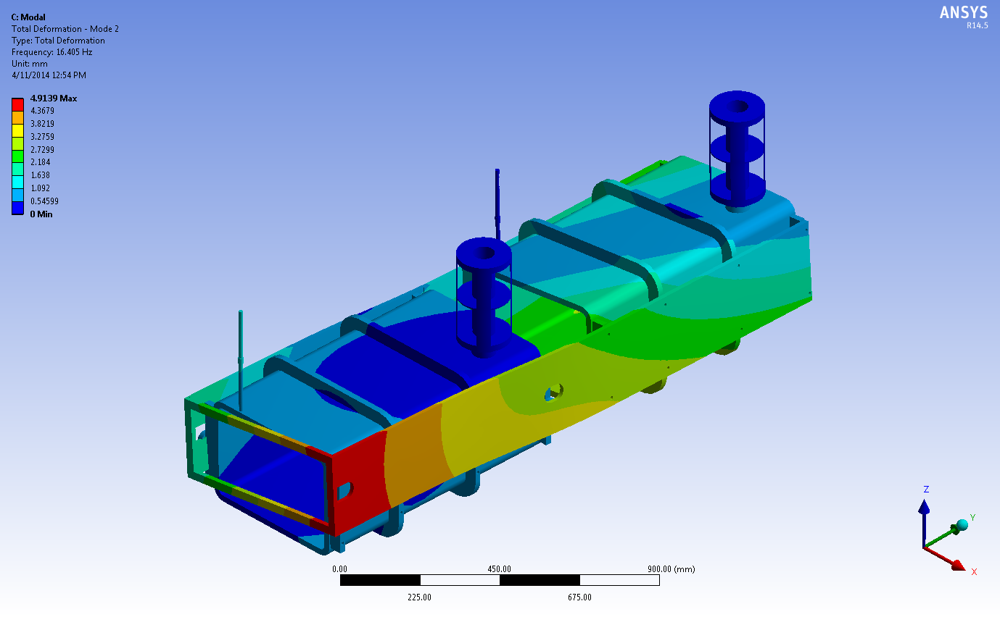 C: Modal
Total Deformation - Mode 2
Type: Total Deformation
Frequency: 16.405 Hz
Unit: mm
4/11/2014 12:54 PM
4.9139 Max
4.3679
3.8219
3.2759
2.7299
2.184
1.638
1.092
0.54599
0 Min
ANSYS
R14.5
0.00 450.00 900.00 (mm)
225.00 675.00
Z
Y
X